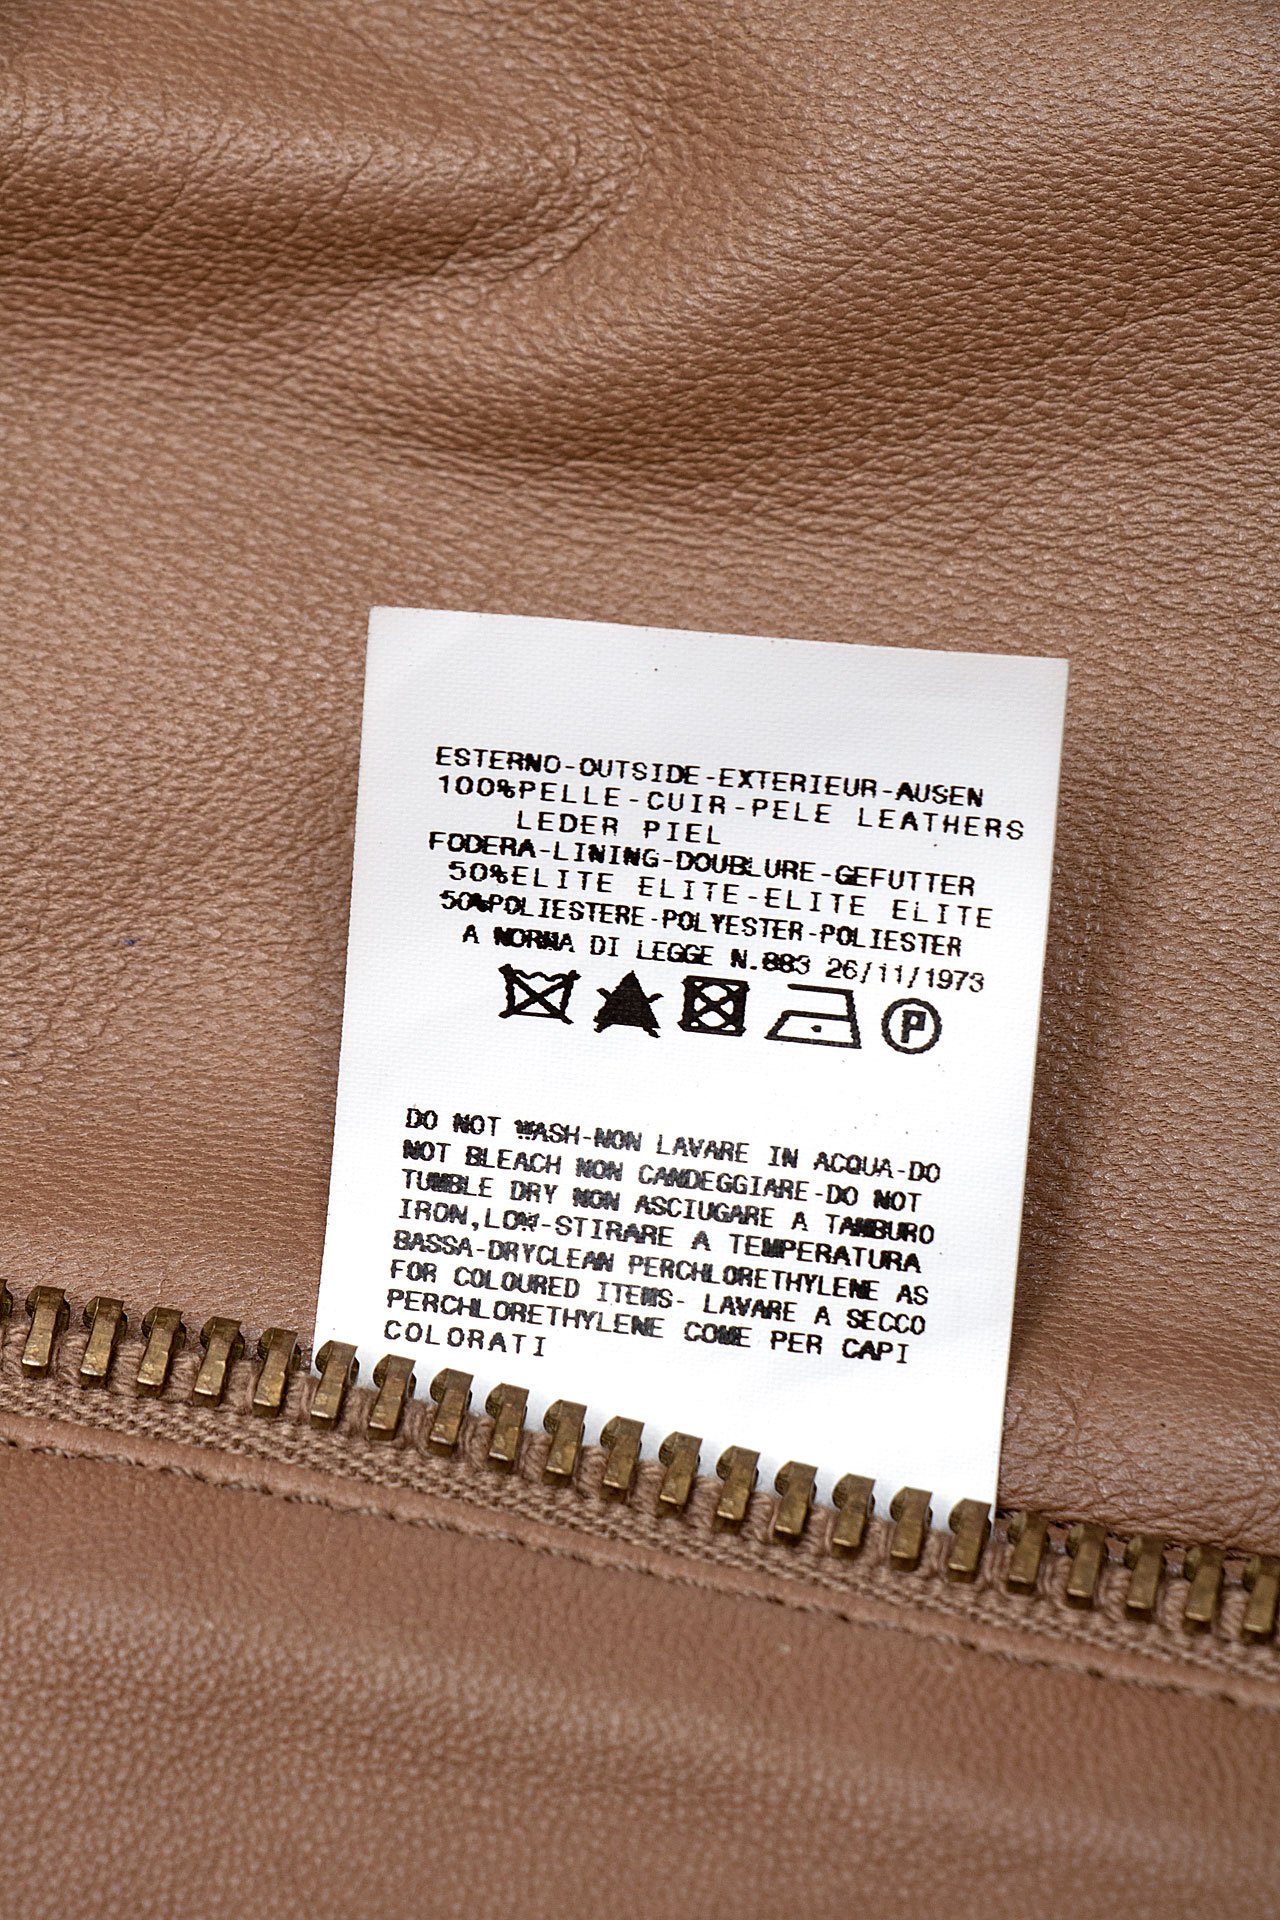 ESTERNO-OUTSIDE-EXTERIEUR-AUSEN
100%PELLE-CUIR-PELE LEATHERS
LEDER PIEL
FODERA-LINING-DOUBLURE-GEFUTTER
50%ELITE ELITE-ELITE ELITE
50%POLIESTERE-POLYESTER-POLIESTER
A NORMA DI LEGGE N.883 26/11/1973
P
DO NOT WASH-NON LAVARE IN ACQUA-DO
NOT BLEACH NON CANDEGGIARE-DO NOT
TUMBLE DRY NON ASCIUGARE A TAMBURO
IRON,LOW-STIRARE A TEMPERATURA
BASSA-DRYCLEAN PERCHLORETHYLENE AS
FOR COLOURED ITEMS- LAVARE A SECCO
PERCHLORETHYLENE COME PER CAPI
COLORATI